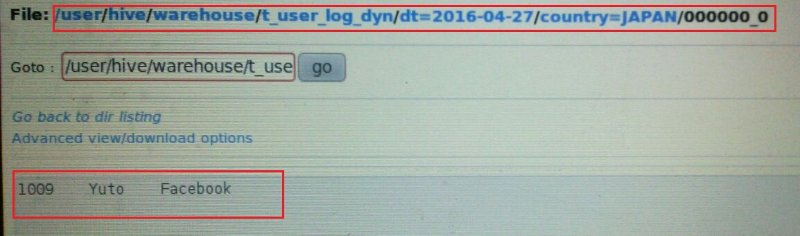 File: /user/hive/warehouse/t_user_log_dyn/dt=2016-04-27/country=JAPAN/000000_0
Goto : /user/hive/warehouse/t_use go
Go back to dir listing
Advanced view/download options
1009 Yuto Facebook